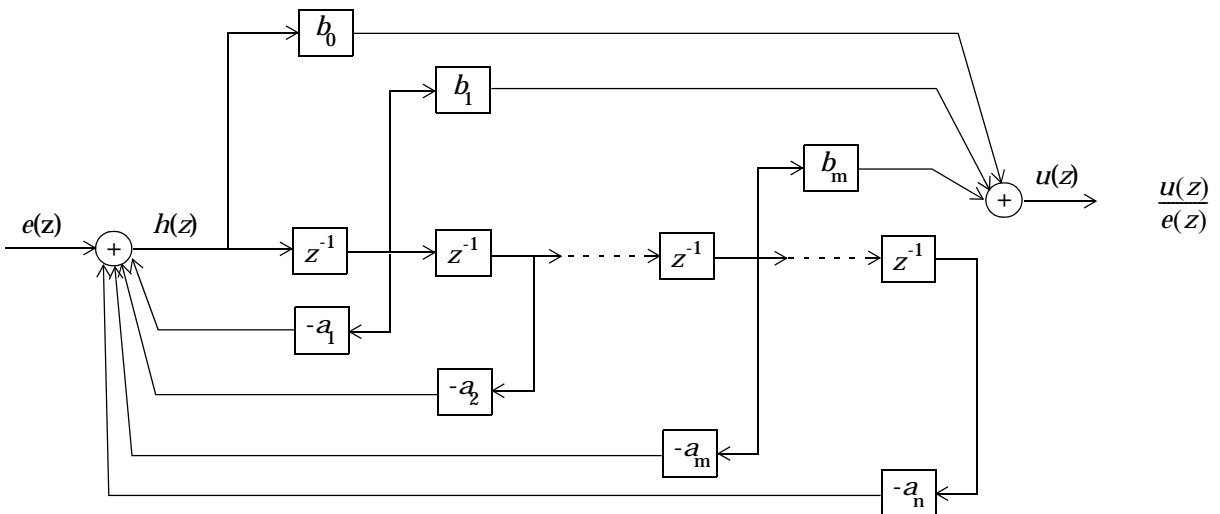 b₀
b₁
bₘ
u(z)
u(z)
e(z)
e(z)
+
h(z)
z⁻¹
z⁻¹
z⁻¹
z⁻¹
+
-a₁
-a₂
-aₘ
-aₙ